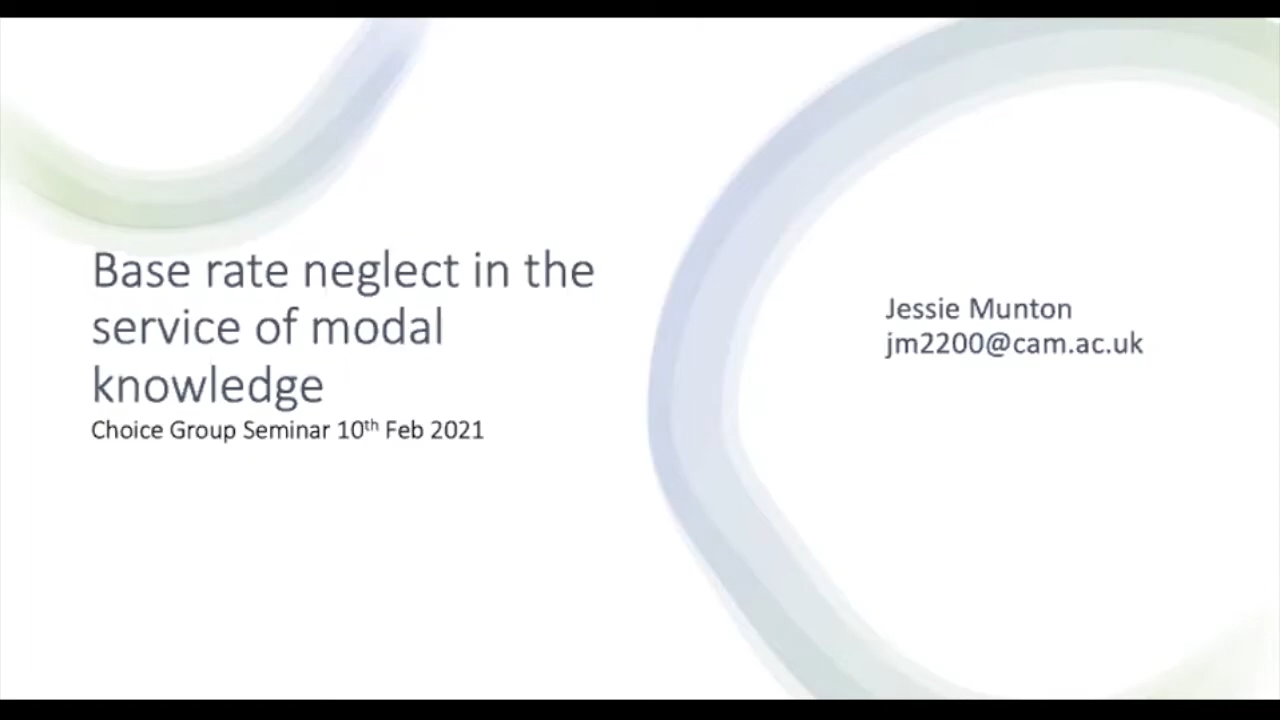 Base rate neglect in the
service of modal
knowledge
Choice Group Seminar 10th Feb 2021
Jessie Munton
jm2200@cam.ac.uk